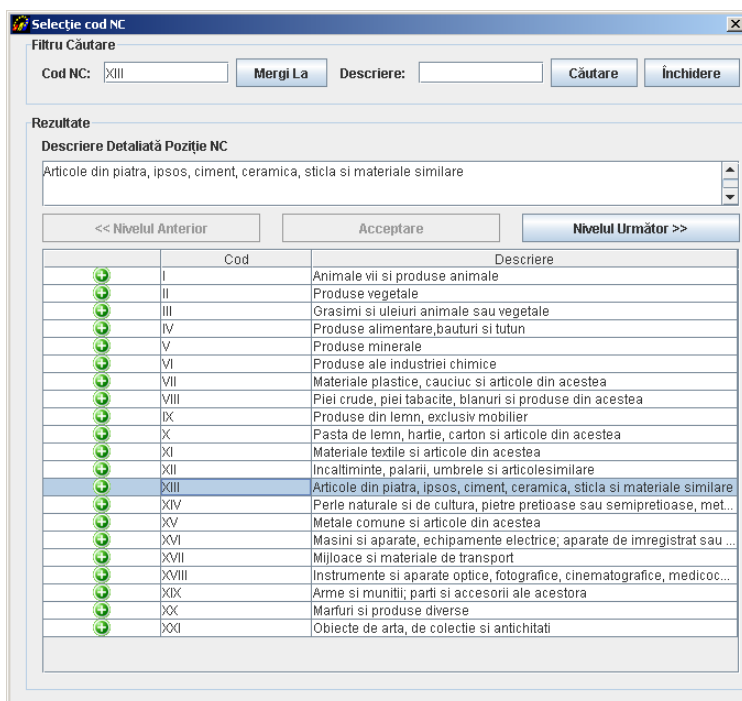 Selecție cod NC
Filtru Căutare
Cod NC: XIII Mergi La Descriere: Căutare Închidere
Rezultate
Descriere Detaliată Poziție NC
Articole din piatra, ipsos, ciment, ceramica, sticla si materiale similare
<< Nivelul Anterior Acceptare Nivelul Următor >>
Cod Descriere
I Animale vii si produse animale
II Produse vegetale
III Grasimi si uleiuri animale sau vegetale
IV Produse alimentare,bauturi si tutun
V Produse minerale
VI Produse ale industriei chimice
VII Materiale plastice, cauciuc si articole din acestea
VIII Piei crude, piei tabacite, blanuri si produse din acestea
IX Produse din lemn, exclusiv mobilier
X Pasta de lemn, hartie, carton si articole din acestea
XI Materiale textile si articole din acestea
XII Incaltiminte, palarii, umbrele si articolesimilare
XIII Articole din piatra, ipsos, ciment, ceramica, sticla si materiale similare
XIV Perle naturale si de cultura, pietre pretioase sau semipretioase, met...
XV Metale comune si articole din acestea
XVI Masini si aparate, echipamente electrice; aparate de imregistrat sau ...
XVII Mijloace si materiale de transport
XVIII Instrumente si aparate optice, fotografice, cinematografice, medicoc...
XIX Arme si munitii; parti si accesorii ale acestora
XX Marfuri si produse diverse
XXI Obiecte de arta, de colectie si antichitati